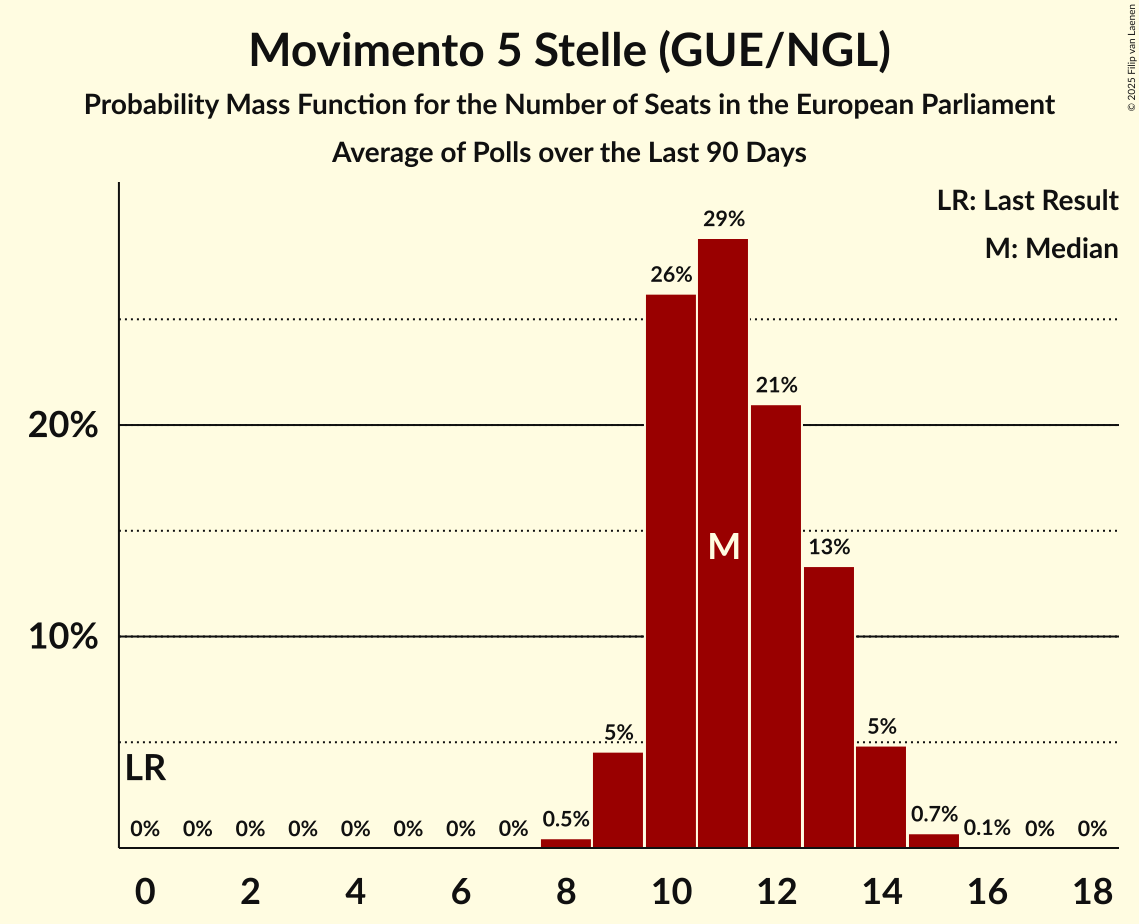 Movimento 5 Stelle (GUE/NGL)
Probability Mass Function for the Number of Seats in the European Parliament
Average of Polls over the Last 90 Days
© 2025 Filip van Laenen
LR: Last Result
M: Median
29%
26%
21%
20%
M
13%
10%
5%
5%
LR
0% 0% 0% 0% 0% 0% 0% 0% 0.5% 0.7% 0.1% 0% 0%
0 2 4 6 8 10 12 14 16 18